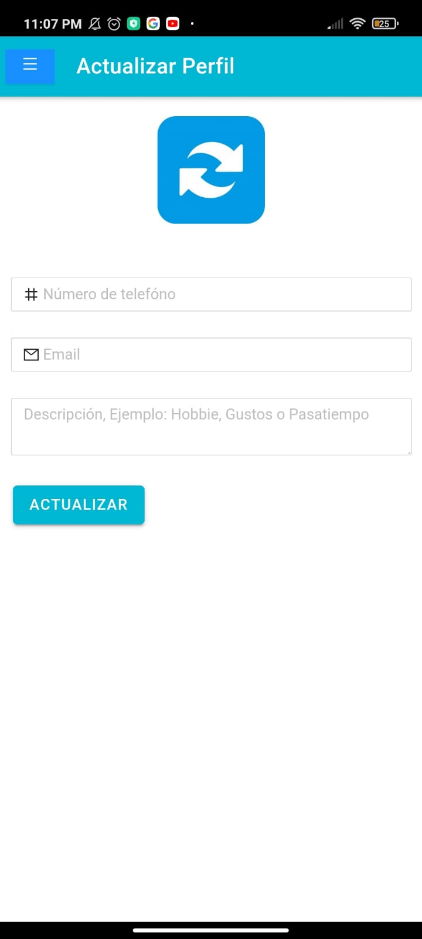 11:07 PM
25
Actualizar Perfil
Número de telefóno
Email
Descripción, Ejemplo: Hobbie, Gustos o Pasatiempo
ACTUALIZAR